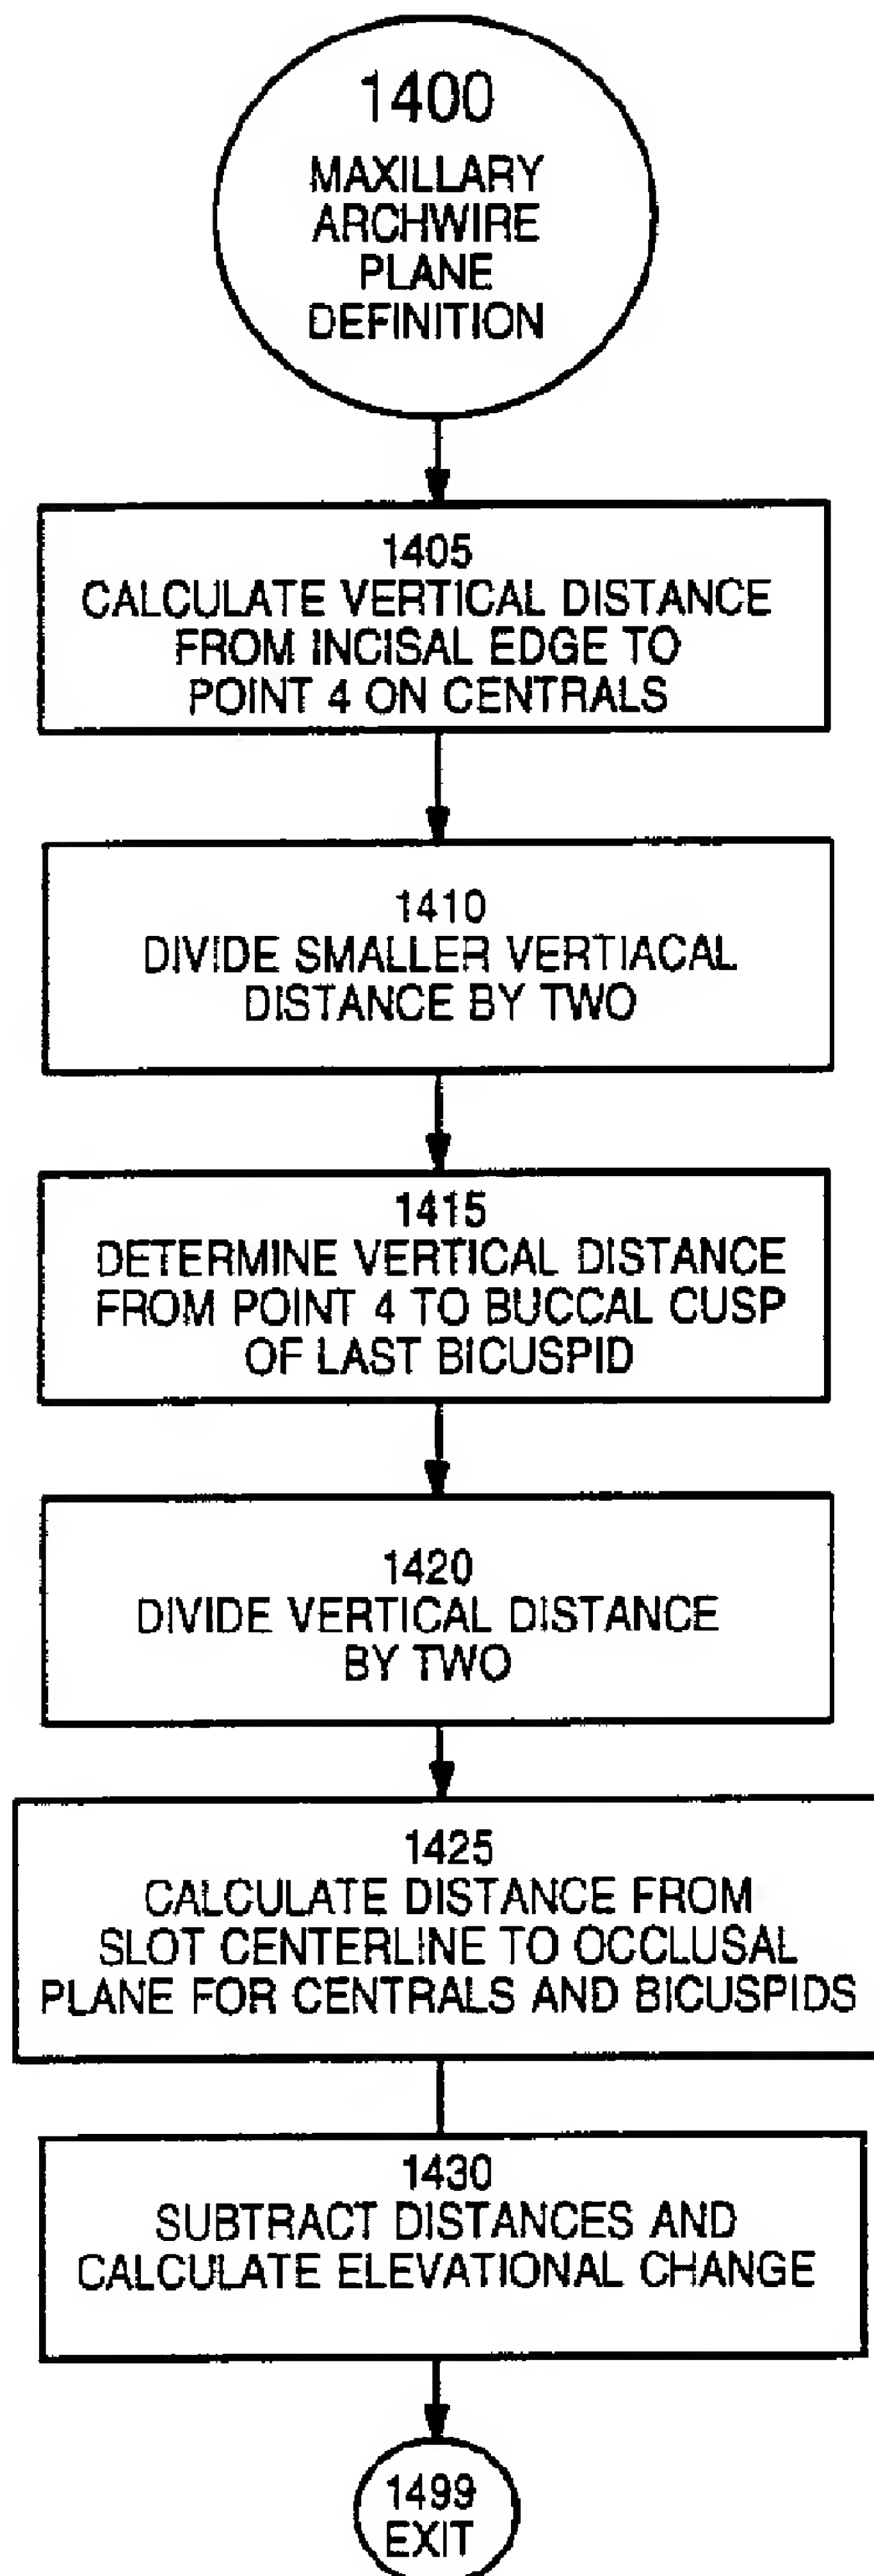 1400
MAXILLARY
ARCHWIRE
PLANE
DEFINITION
1405
CALCULATE VERTICAL DISTANCE
FROM INCISAL EDGE TO
POINT 4 ON CENTRALS
1410
DIVIDE SMALLER VERTIACAL
DISTANCE BY TWO
1415
DETERMINE VERTICAL DISTANCE
FROM POINT 4 TO BUCCAL CUSP
OF LAST BICUSPID
1420
DIVIDE VERTICAL DISTANCE
BY TWO
1425
CALCULATE DISTANCE FROM
SLOT CENTERLINE TO OCCLUSAL
PLANE FOR CENTRALS AND BICUSPIDS
1430
SUBTRACT DISTANCES AND
CALCULATE ELEVATIONAL CHANGE
1499
EXIT